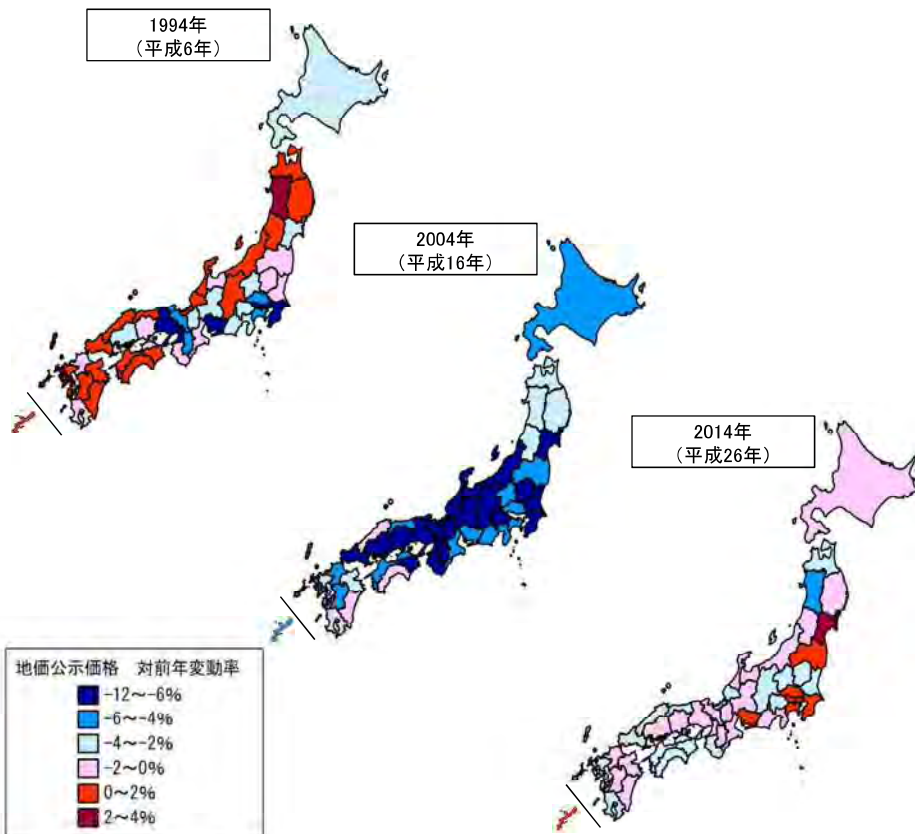 1994年
（平成6年）
2004年
（平成16年）
2014年
（平成26年）
地価公示価格　対前年変動率
-12～-6%
-6～-4%
-4～-2%
-2～0%
0～2%
2～4%